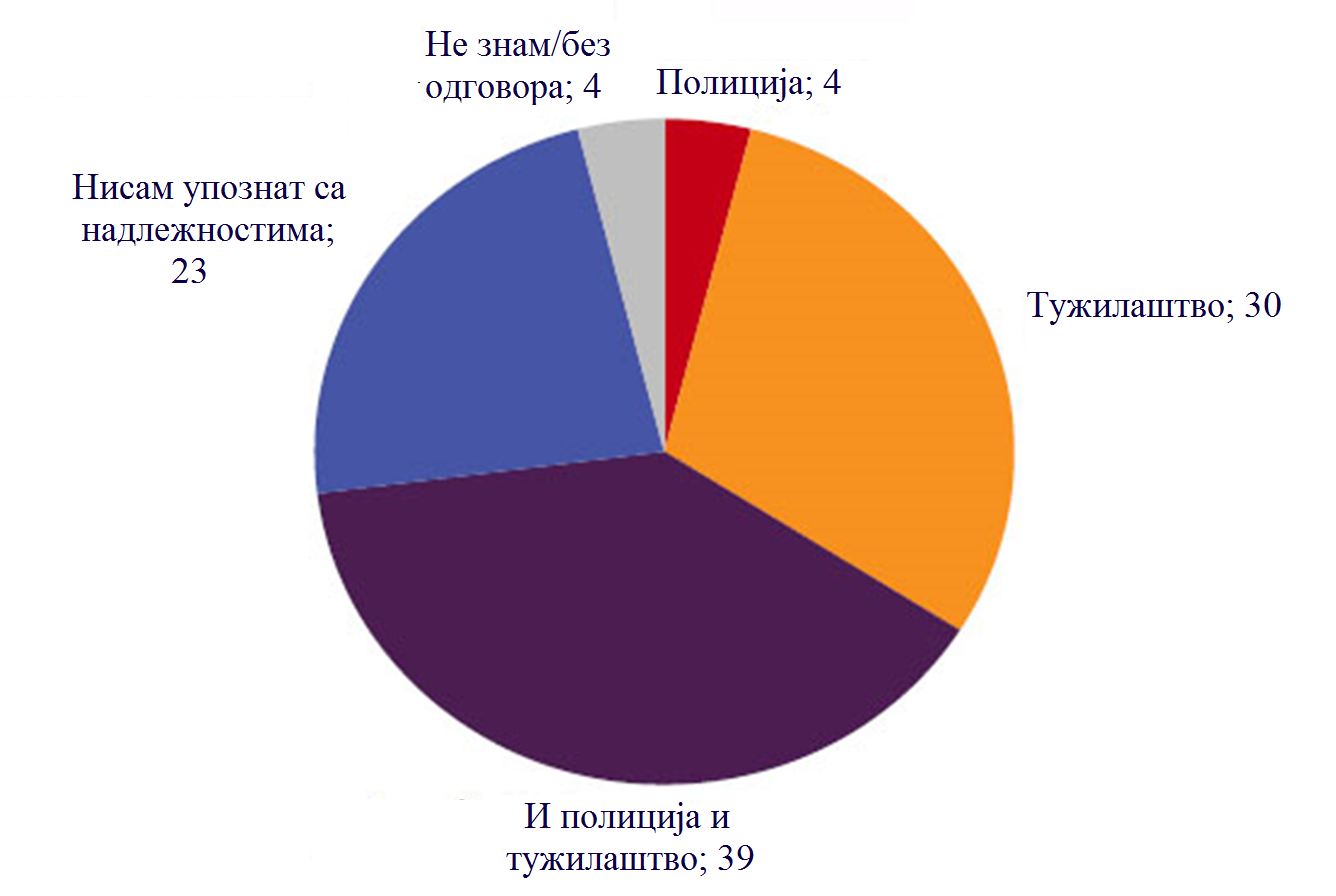 Не знам/без
одговора; 4
Полиција; 4
Нисам упознат са
надлежностима;
23
Тужилаштво; 30
И полиција и
тужилаштво; 39